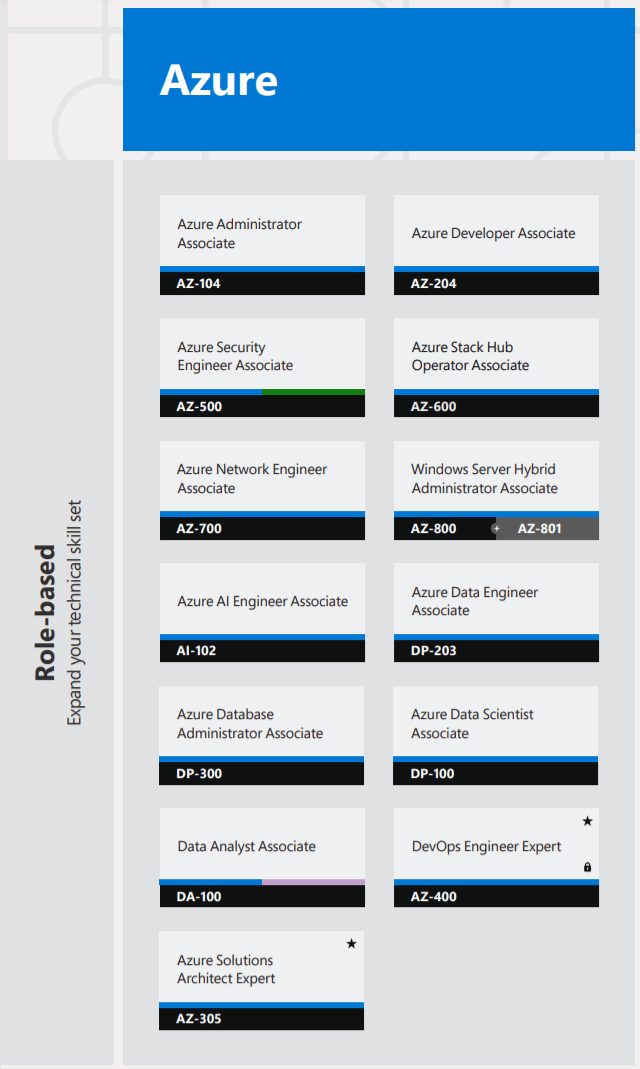 Azure
Role-based
Expand your technical skill set
Azure Administrator
Associate
AZ-104
Azure Developer Associate
AZ-204
Azure Security
Engineer Associate
AZ-500
Azure Stack Hub
Operator Associate
AZ-600
Azure Network Engineer
Associate
AZ-700
Windows Server Hybrid
Administrator Associate
AZ-800 + AZ-801
Azure AI Engineer Associate
AI-102
Azure Data Engineer
Associate
DP-203
Azure Database
Administrator Associate
DP-300
Azure Data Scientist
Associate
DP-100
Data Analyst Associate
DA-100
DevOps Engineer Expert
AZ-400
Azure Solutions
Architect Expert
AZ-305